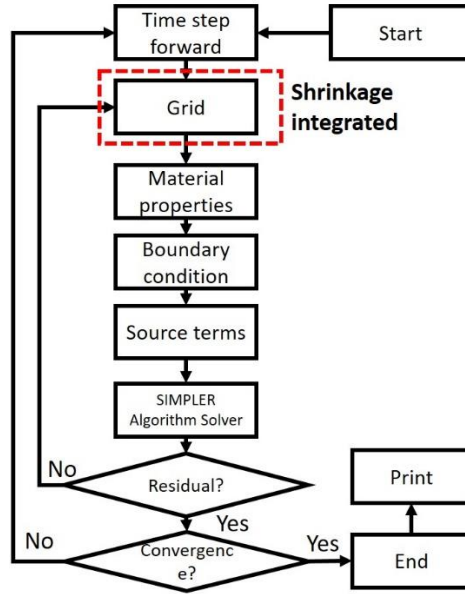 Time step
forward
Start
Grid
Shrinkage
integrated
Material
properties
Boundary
condition
Source terms
SIMPLER
Algorithm Solver
No
Residual?
Print
Yes
No
Convergenc
e?
Yes
End